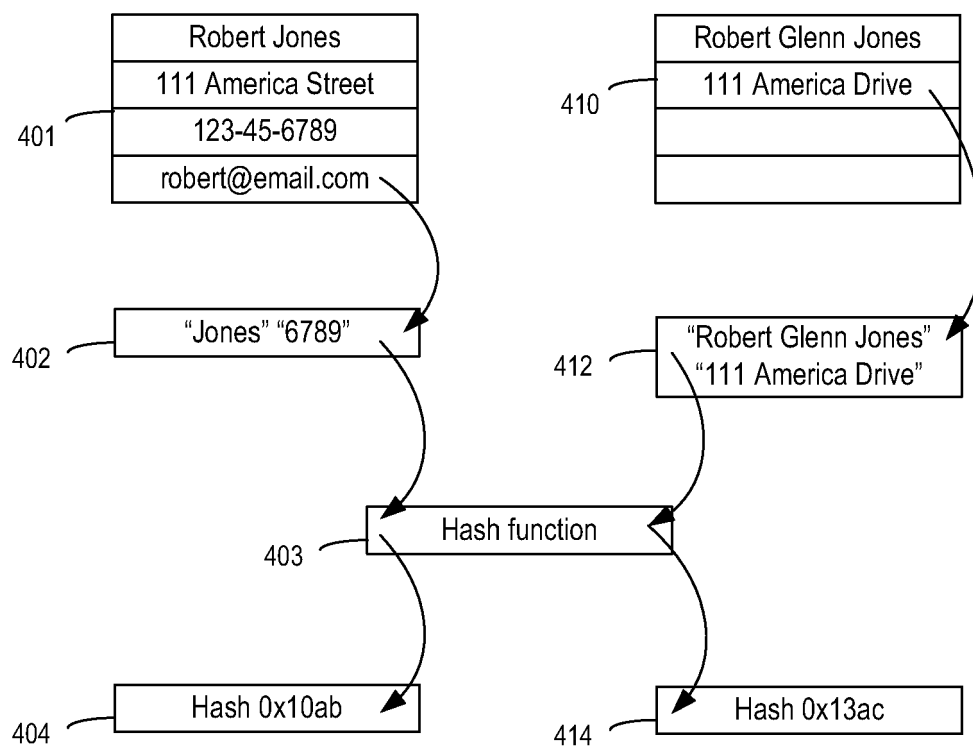 Robert Jones
111 America Street
123-45-6789
robert@email.com
401
Robert Glenn Jones
111 America Drive
410
"Jones" "6789"
402
“Robert Glenn Jones”
“111 America Drive”
412
Hash function
403
Hash 0x10ab
404
Hash 0x13ac
414